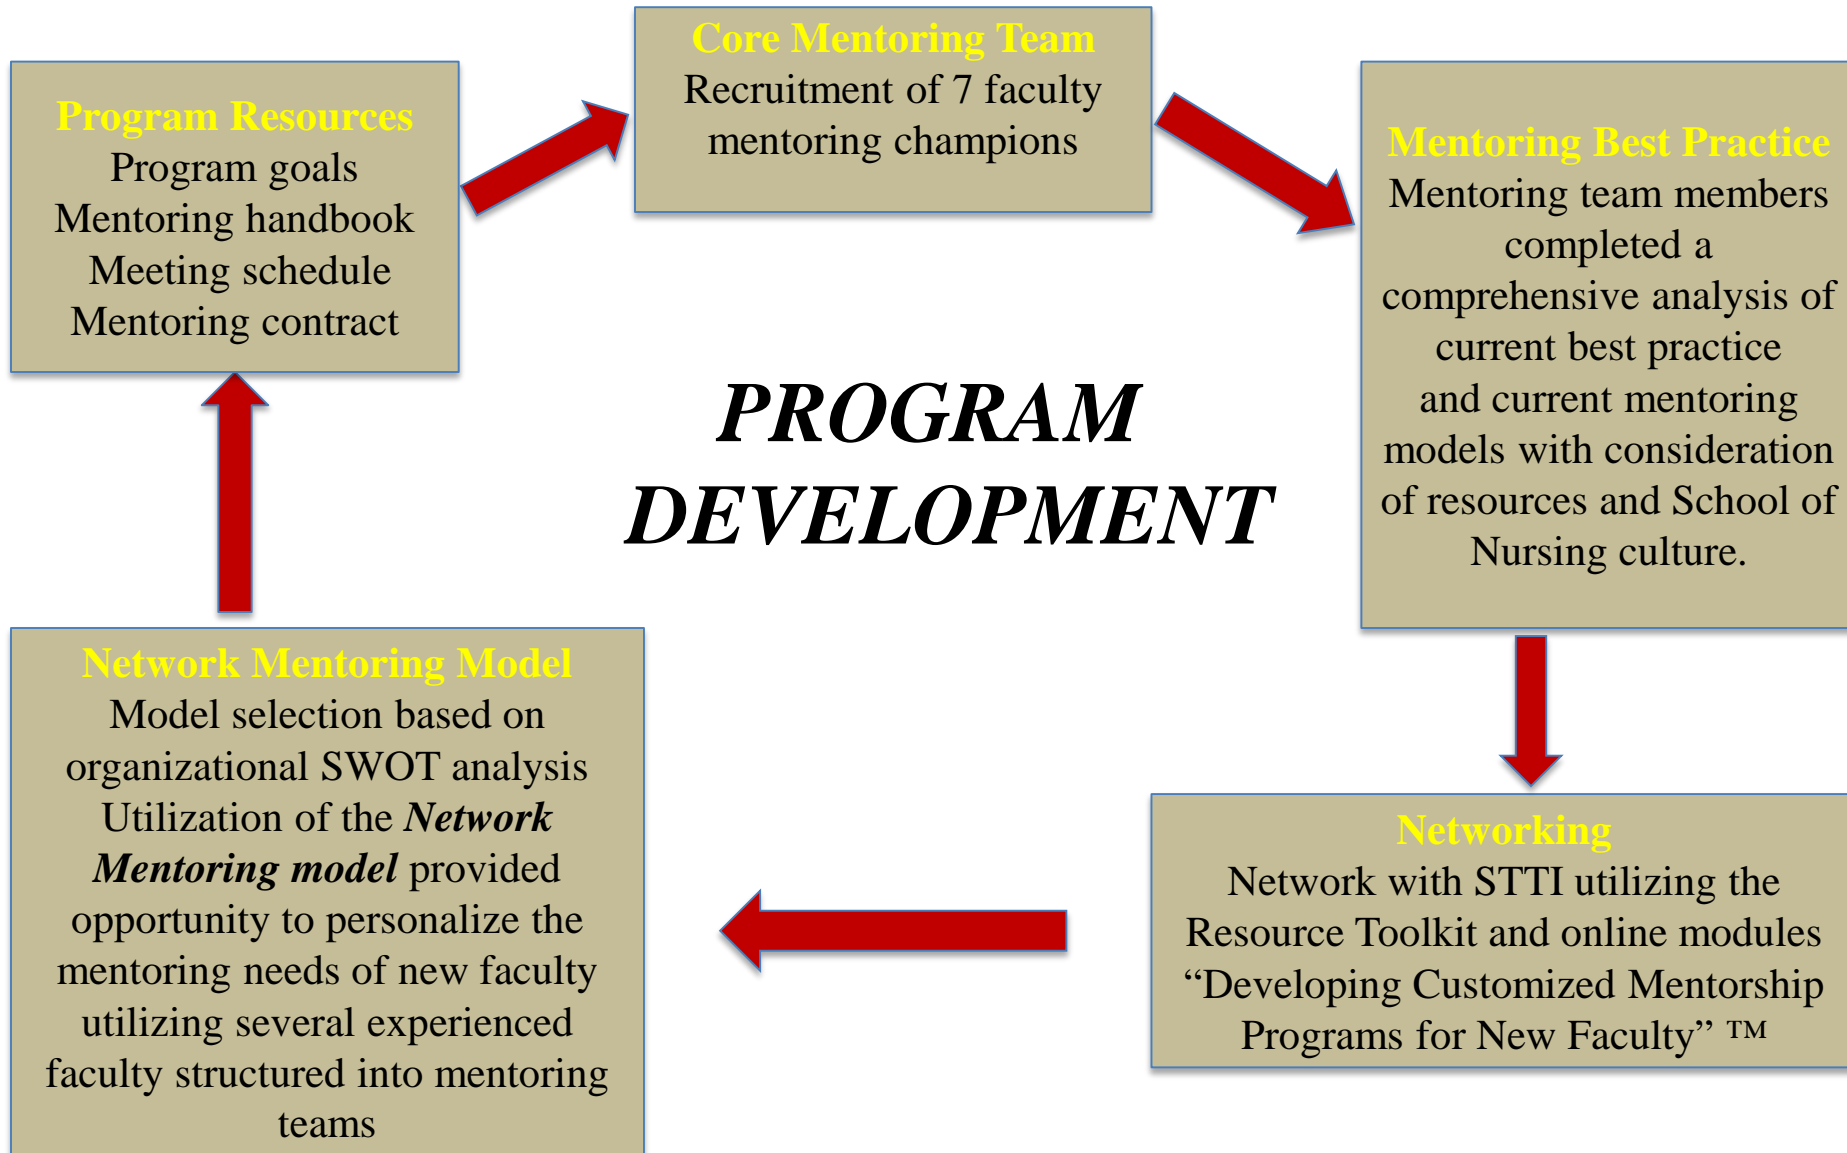 Core Mentoring Team
Recruitment of 7 faculty
mentoring champions
Program Resources
Program goals
Mentoring handbook
Meeting schedule
Mentoring contract
Mentoring Best Practice
Mentoring team members
completed a
comprehensive analysis of
current best practice
and current mentoring
models with consideration
of resources and School of
Nursing culture.
PROGRAM
DEVELOPMENT
Network Mentoring Model
Model selection based on
organizational SWOT analysis
Utilization of the Network
Mentoring model provided
opportunity to personalize the
mentoring needs of new faculty
utilizing several experienced
faculty structured into mentoring
teams
Networking
Network with STTI utilizing the
Resource Toolkit and online modules
“Developing Customized Mentorship
Programs for New Faculty” ™